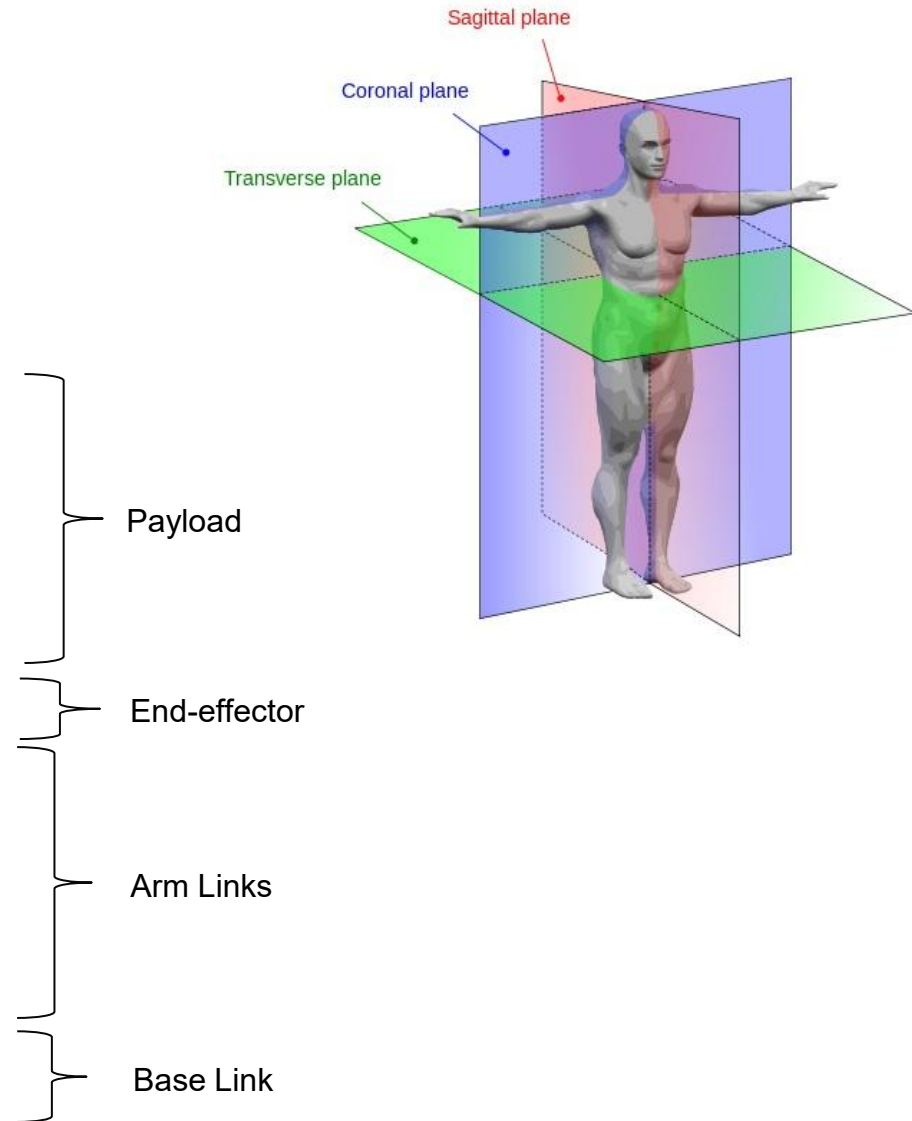 Sagittal plane
Coronal plane
Transverse plane
Payload
End-effector
Arm Links
Base Link